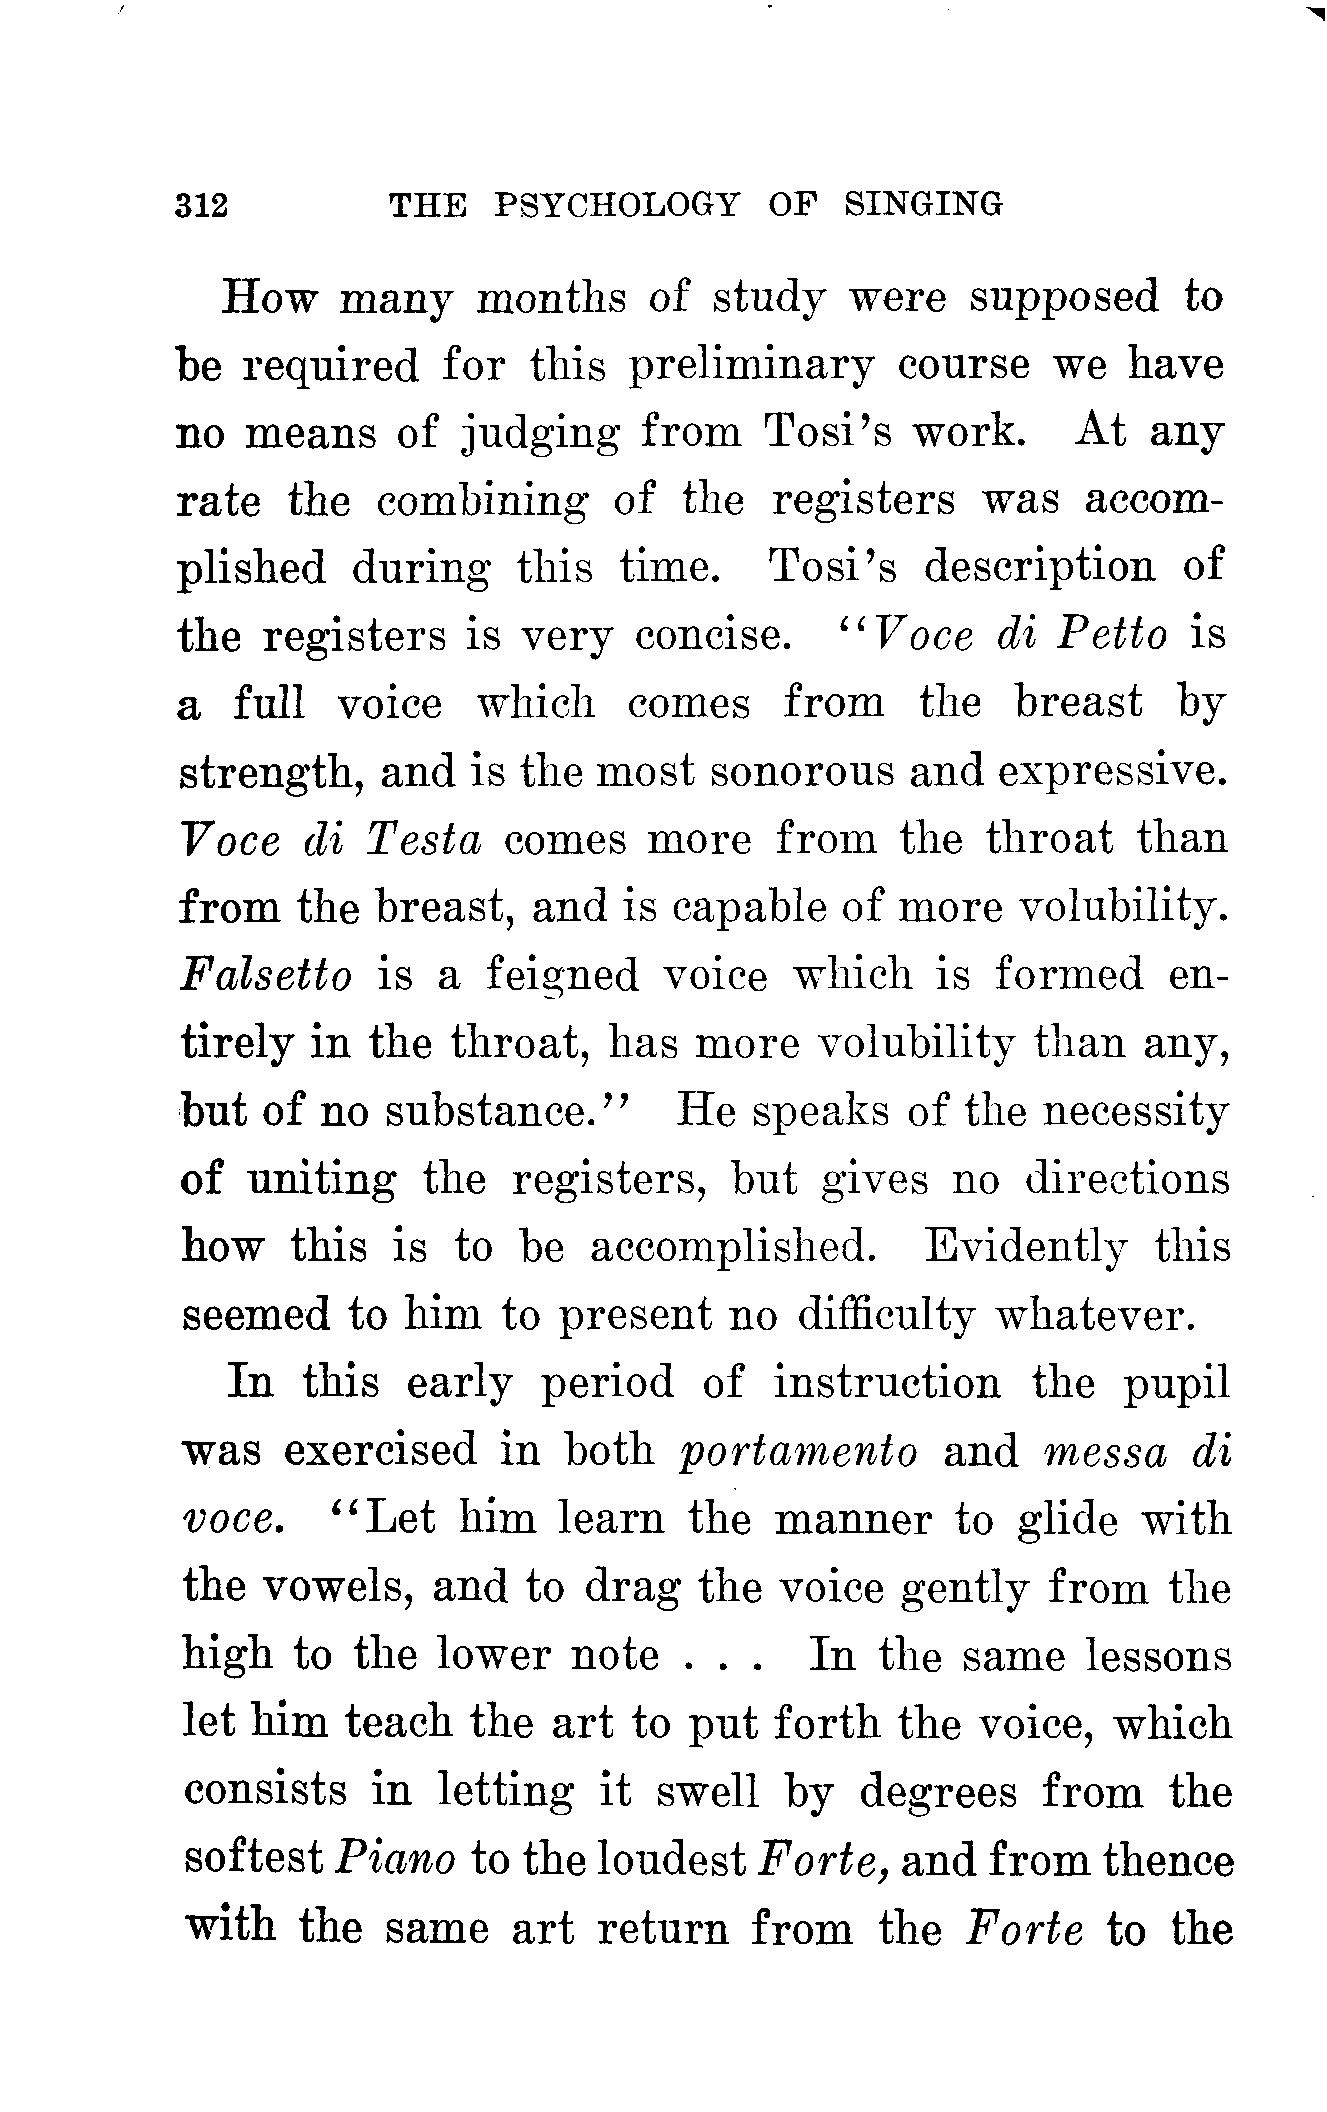 312 THE PSYCHOLOGY OF SINGING
How many months of study were supposed to
be required for this preliminary course we have
no means of judging from Tosi's work. At any
rate the combining of the registers was accom-
plished during this time. Tosi's description of
the registers is very concise. "Voce di Petto is
a full voice which comes from the breast by
strength, and is the most sonorous and expressive.
Voce di Testa comes more from the throat than
from the breast, and is capable of more volubility.
Falsetto is a feigned voice which is formed en-
tirely in the throat, has more volubility than any,
but of no substance." He speaks of the necessity
of uniting the registers, but gives no directions
how this is to be accomplished. Evidently this
seemed to him to present no difficulty whatever.
In this early period of instruction the pupil
was exercised in both portamento and messa di
voce. "Let him learn the manner to glide with
the vowels, and to drag the voice gently from the
high to the lower note . . . In the same lessons
let him teach the art to put forth the voice, which
consists in letting it swell by degrees from the
softest Piano to the loudest Forte, and from thence
with the same art return from the Forte to the